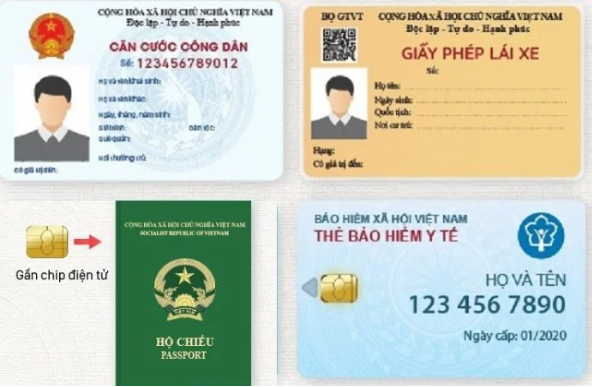 CỘNG HÒA XÃ HỘI CHỦ NGHĨA VIỆT NAM
Độc lập - Tự do - Hạnh phúc
CĂN CƯỚC CÔNG DÂN
Số: 123456789012
Họ và tên khai sinh:
Họ và tên khác:
Ngày, tháng, năm sinh:
Giới tính: Dân tộc:
Quê quán:
Nơi thường trú:
Có giá trị đến:
BỘ GTVT CỘNG HÒA XÃ HỘI CHỦ NGHĨA VIỆT NAM
Độc lập - Tự do - Hạnh phúc
GIẤY PHÉP LÁI XE
Số:
Họ tên:
Ngày sinh:
Quốc tịch:
Nơi cư trú:
Hạng:
Có giá trị đến:
Gắn chip điện tử
CỘNG HÒA XÃ HỘI CHỦ NGHĨA VIỆT NAM
SOCIALIST REPUBLIC OF VIETNAM
VIỆT NAM
HỘ CHIẾU
PASSPORT
BẢO HIỂM XÃ HỘI VIỆT NAM
THẺ BẢO HIỂM Y TẾ
HỌ VÀ TÊN
123 456 7890
Ngày cấp: 01/2020